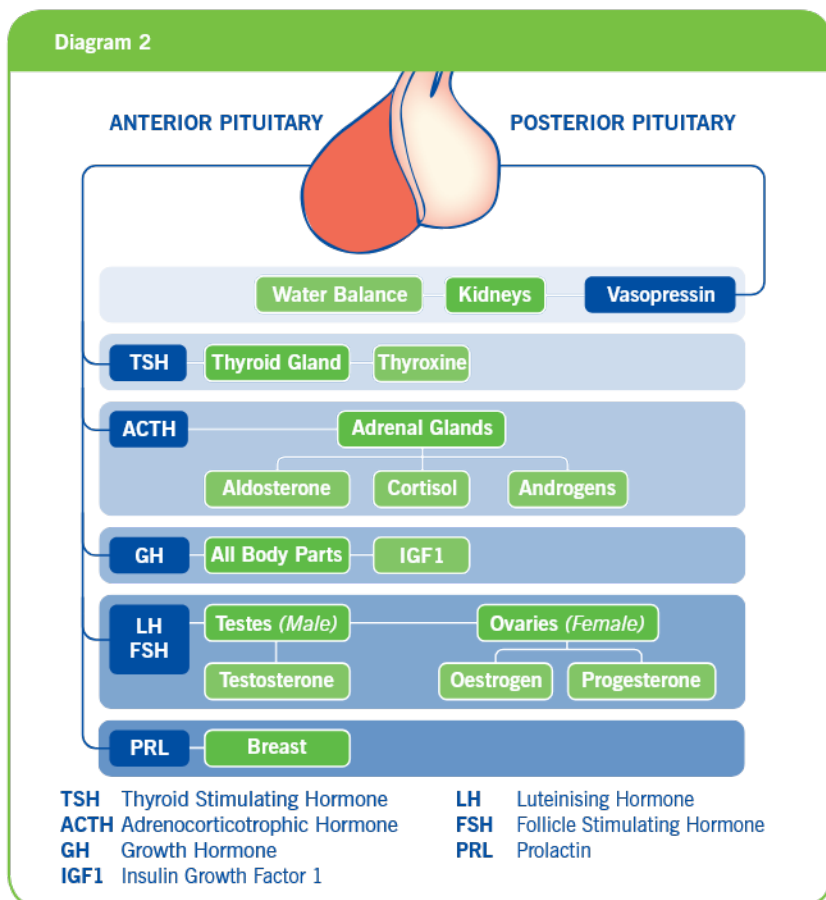 Diagram 2
ANTERIOR PITUITARY
POSTERIOR PITUITARY
Water Balance
Kidneys
Vasopressin
TSH
Thyroid Gland
Thyroxine
ACTH
Adrenal Glands
Aldosterone
Cortisol
Androgens
GH
All Body Parts
IGF1
LH
FSH
Testes (Male)
Ovaries (Female)
Testosterone
Oestrogen
Progesterone
PRL
Breast
TSH Thyroid Stimulating Hormone
ACTH Adrenocorticotrophic Hormone
GH Growth Hormone
IGF1 Insulin Growth Factor 1
LH Luteinising Hormone
FSH Follicle Stimulating Hormone
PRL Prolactin